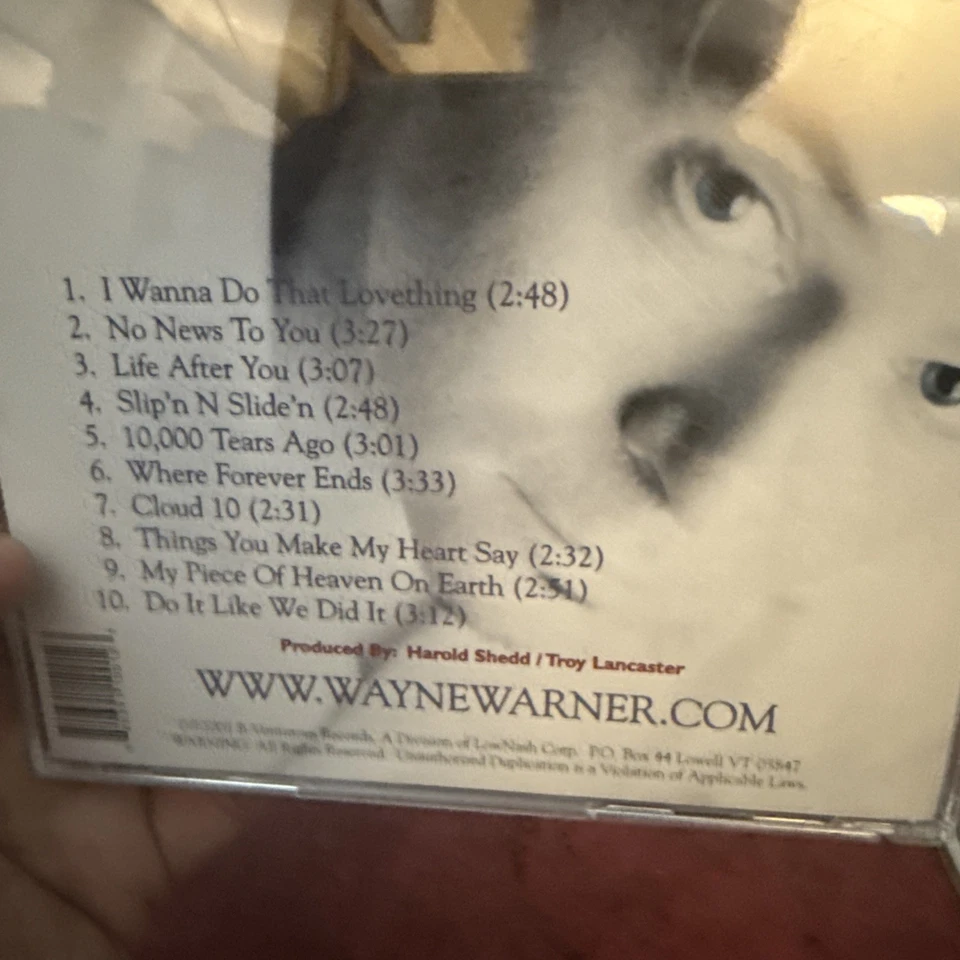 1. I Wanna Do That Lovething (2:48)
2. No News To You (3:27)
3. Life After You (3:07)
4. Slip'n N Slide'n (2:48)
5. 10,000 Tears Ago (3:01)
6. Where Forever Ends (3:33)
7. Cloud 10 (2:31)
8. Things You Make My Heart Say (2:32)
9. My Piece Of Heaven On Earth (2:51)
10. Do It Like We Did It (3:12)
Produced By: Harold Shedd / Troy Lancaster
WWW.WAYNEWARNER.COM
Records, A Division of LowNash Corp. P.O. Box 44 Lowell VT 05847
WARNING: All Rights Reserved. Unauthorized Duplication is a Violation of Applicable Laws.